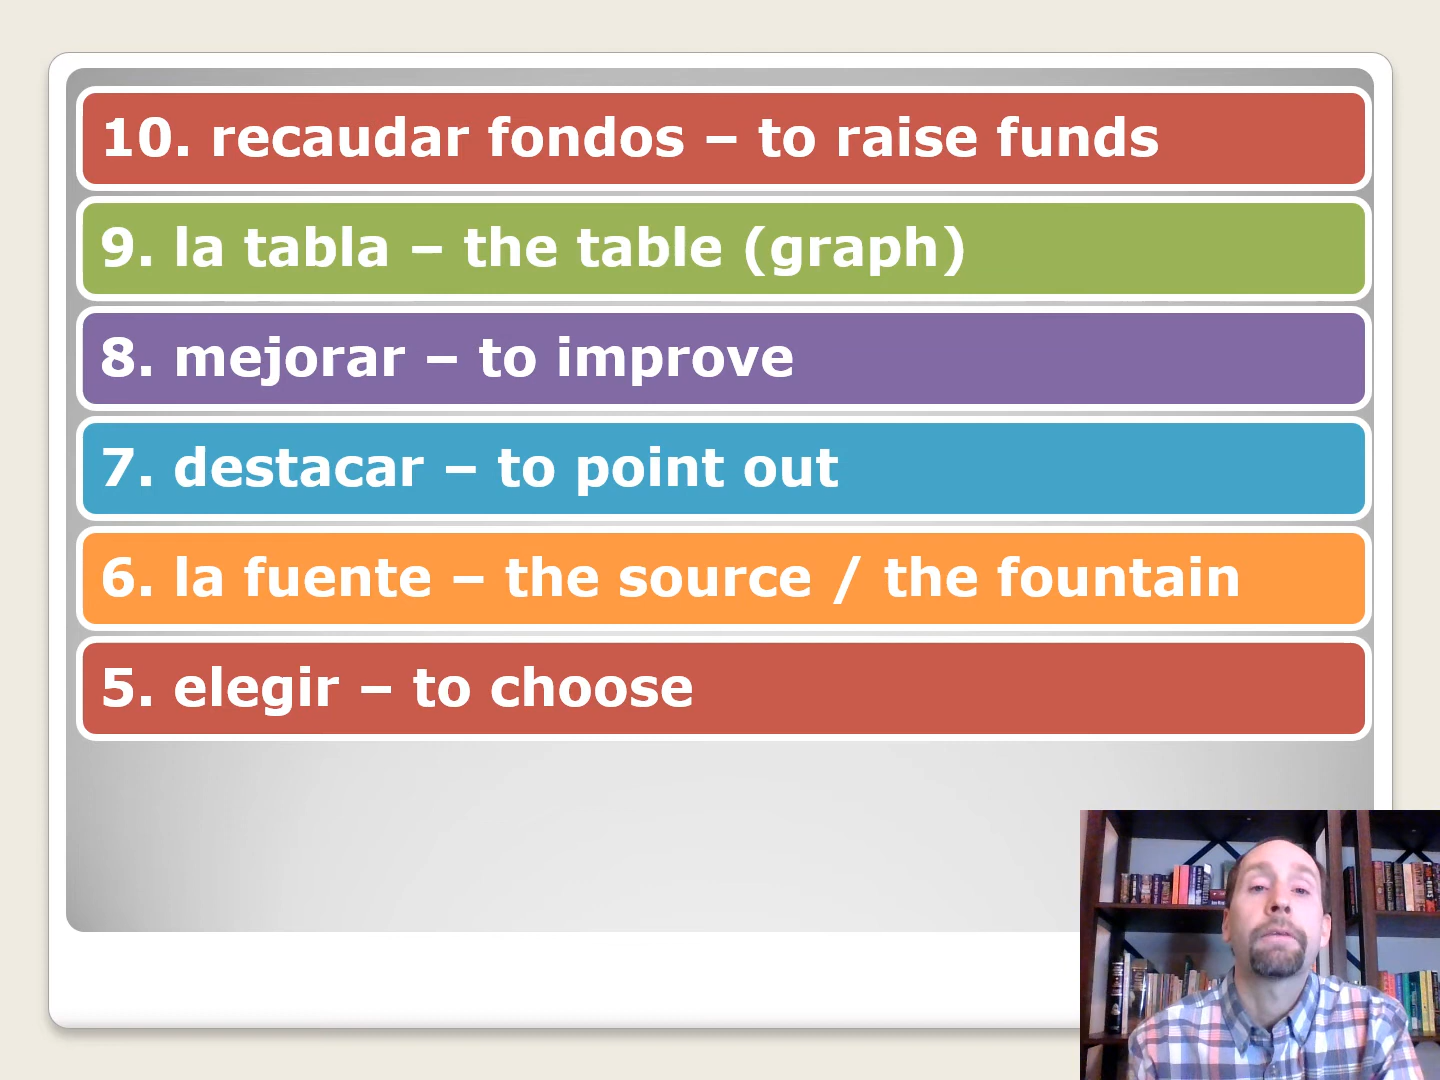 10. recaudar fondos – to raise funds
9. la tabla – the table (graph)
8. mejorar – to improve
7. destacar – to point out
6. la fuente – the source / the fountain
5. elegir – to choose